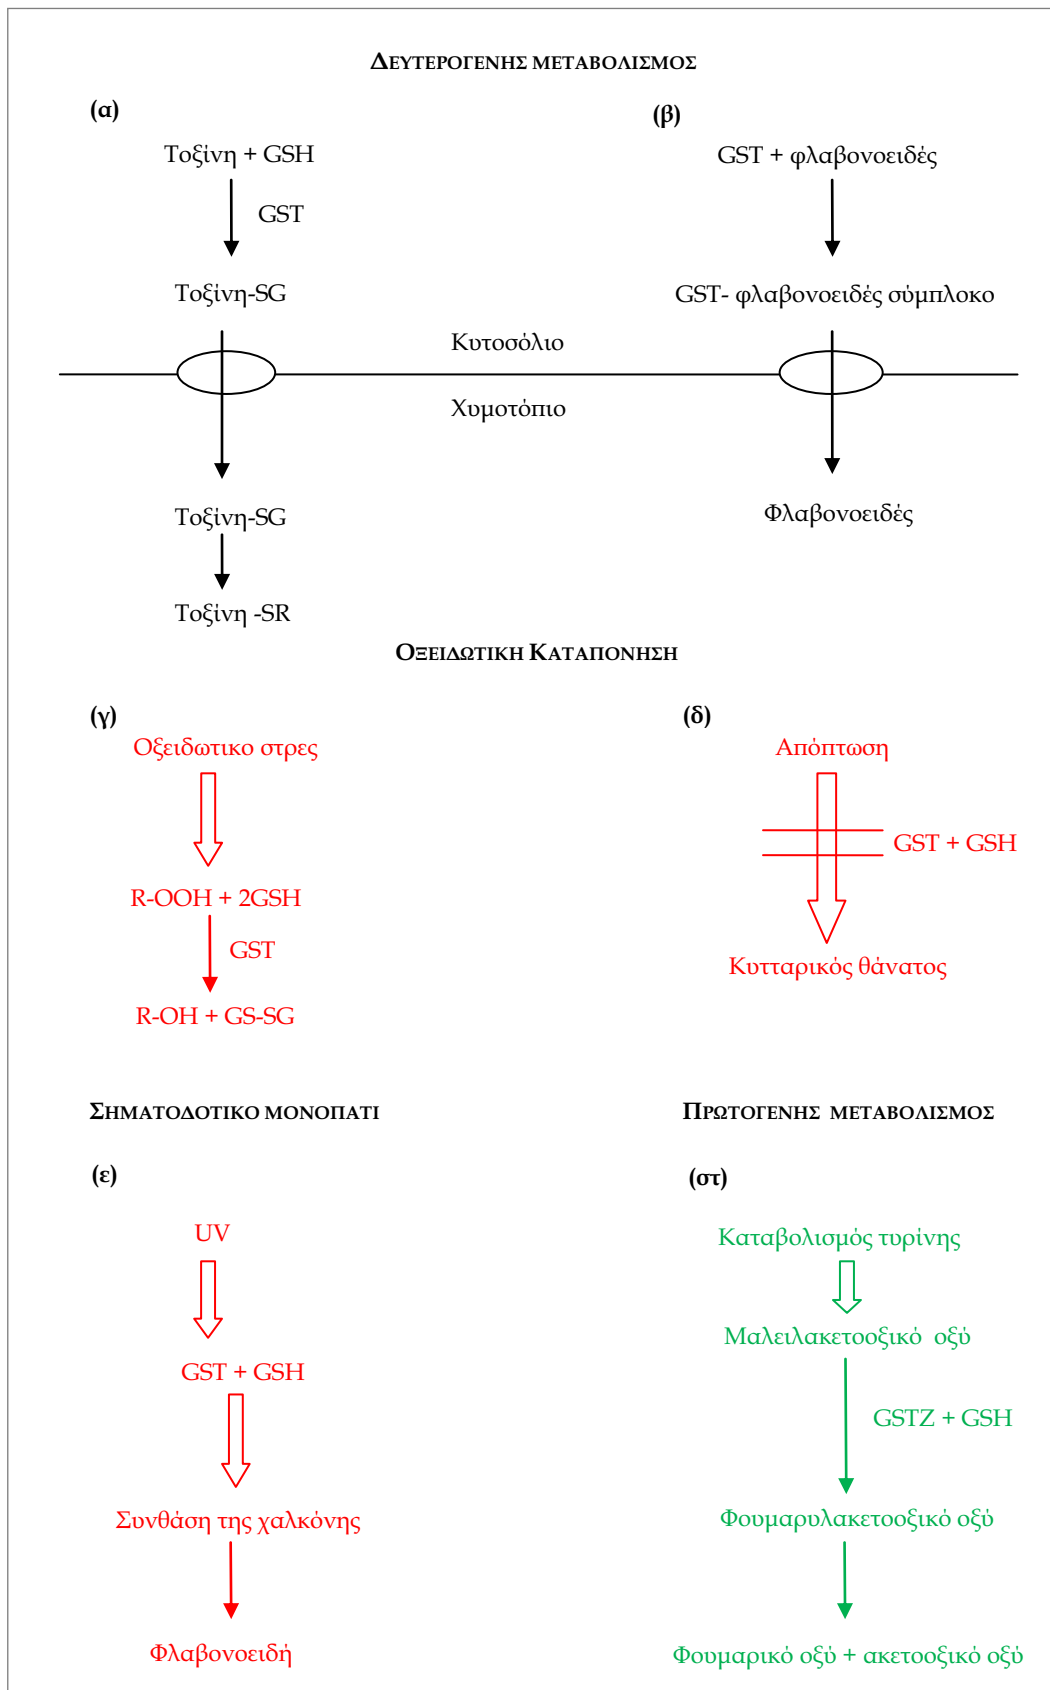 ΔΕΥΤΕΡΟΓΕΝΗΣ ΜΕΤΑΒΟΛΙΣΜΟΣ
(α)
Τοξίνη + GSH
GST
Τοξίνη-SG
(β)
GST + φλαβονοειδές
GST- φλαβονοειδές σύμπλοκο
Κυτοσόλιο
Χυμοτόπιο
Τοξίνη-SG
Τοξίνη -SR
Φλαβονοειδές
ΟΞΕΙΔΩΤΙΚΗ ΚΑΤΑΠΟΝΗΣΗ
(γ)
Οξειδωτικο στρες
R-OOH + 2GSH
GST
R-OH + GS-SG
(δ)
Απόπτωση
GST + GSH
Κυτταρικός θάνατος
ΣΗΜΑΤΟΔΟΤΙΚΟ ΜΟΝΟΠΑΤΙ
(ε)
UV
GST + GSH
Συνθάση της χαλκόνης
Φλαβονοειδή
ΠΡΩΤΟΓΕΝΗΣ ΜΕΤΑΒΟΛΙΣΜΟΣ
(στ)
Καταβολισμός τυρίνης
Μαλειλακετοοξικό οξύ
GSTZ + GSH
Φουμαρυλακετοοξικό οξύ
Φουμαρικό οξύ + ακετοοξικό οξύ